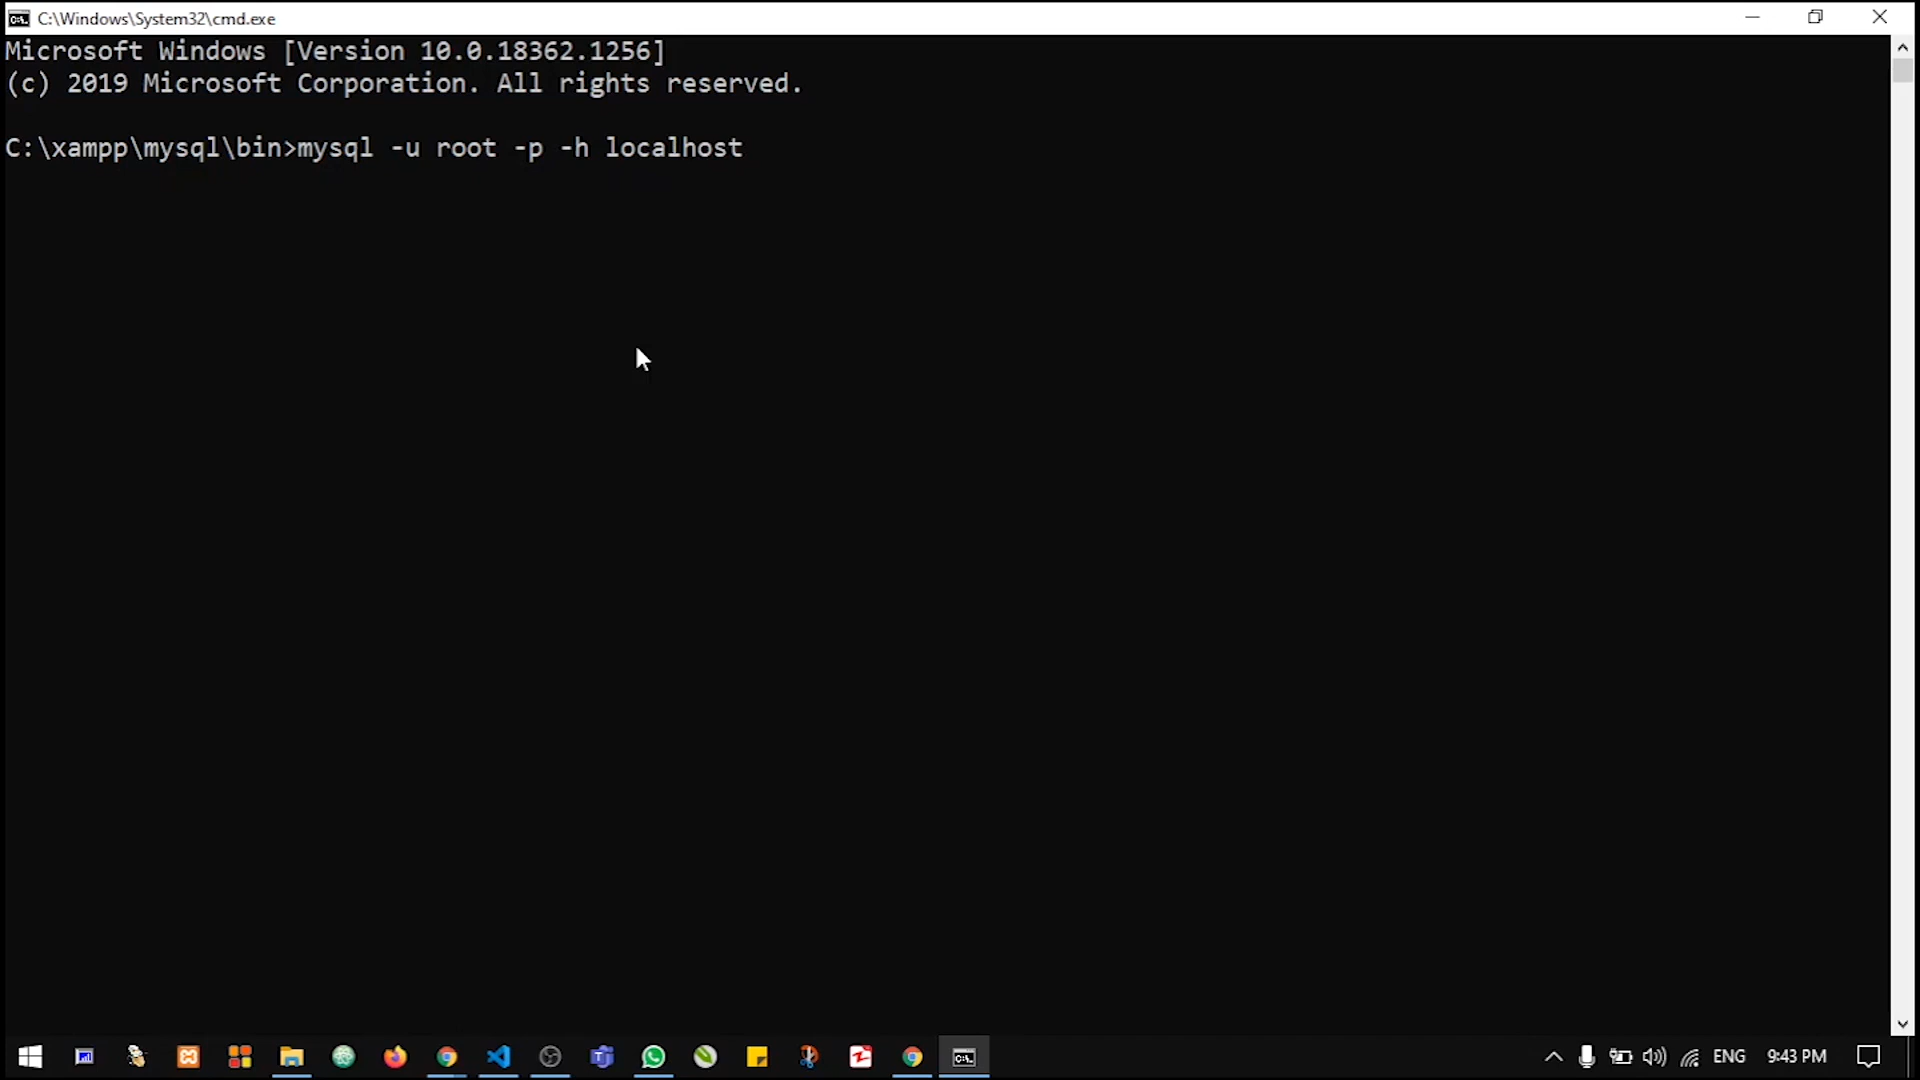 C:\Windows\System32\cmd.exe
Microsoft Windows [Version 10.0.18362.1256]
(c) 2019 Microsoft Corporation. All rights reserved.
C:\xampp\mysql\bin>mysql -u root -p -h localhost
ENG
9:43 PM